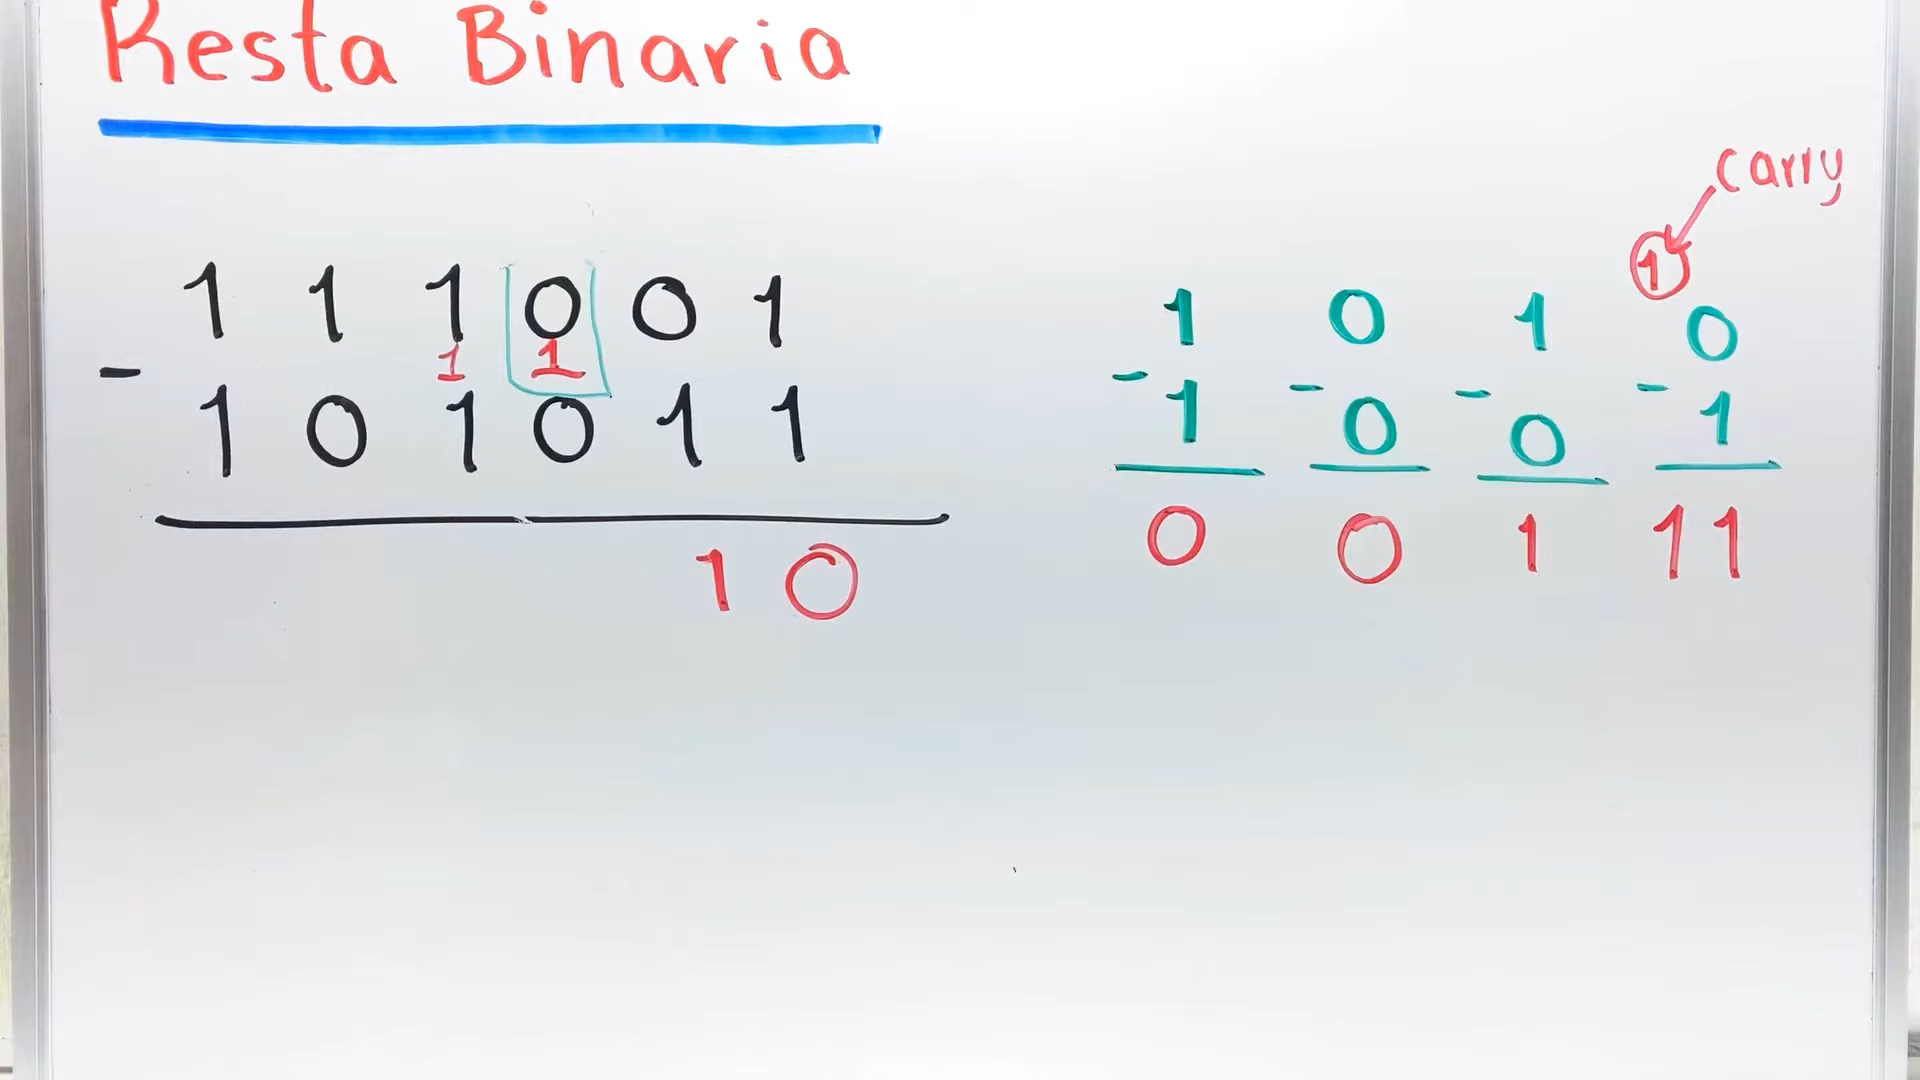 Resta Binaria
carry
1 1 1 0 0 1
1 1
- 1 0 1 0 1 1
1 0
1
1 0 1 0
- 1 - 0 - 0 - 1
0 0 1 11